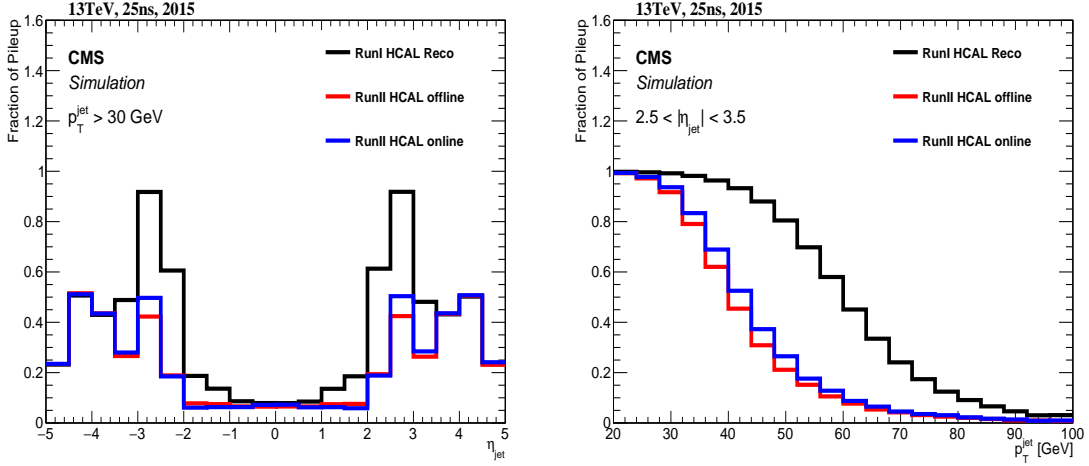 13TeV, 25ns, 2015
Fraction of Pileup
1.6
1.4
1.2
1
0.8
0.6
0.4
0.2
0
CMS
Simulation
p_T^jet > 30 GeV
RunI HCAL Reco
RunII HCAL offline
RunII HCAL online
−5 −4 −3 −2 −1 0 1 2 3 4 5
η_jet
13TeV, 25ns, 2015
Fraction of Pileup
1.6
1.4
1.2
1
0.8
0.6
0.4
0.2
0
CMS
Simulation
2.5 < |η_jet| < 3.5
RunI HCAL Reco
RunII HCAL offline
RunII HCAL online
20 30 40 50 60 70 80 90 100
p_T^jet [GeV]